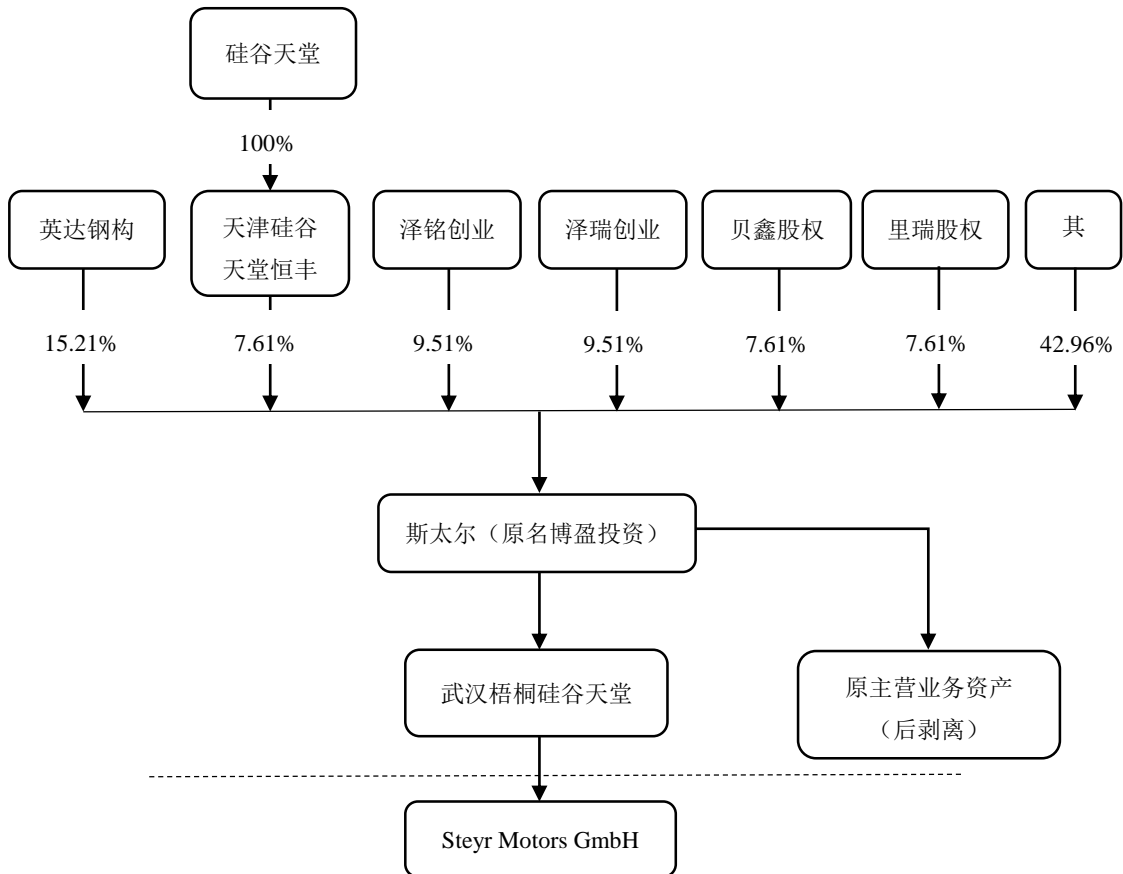 硅谷天堂
100%
英达钢构
天津硅谷
天堂恒丰
泽铭创业
泽瑞创业
贝鑫股权
里瑞股权
其
15.21%
7.61%
9.51%
9.51%
7.61%
7.61%
42.96%
斯太尔（原名博盈投资）
武汉梧桐硅谷天堂
原主营业务资产
（后剥离）
Steyr Motors GmbH